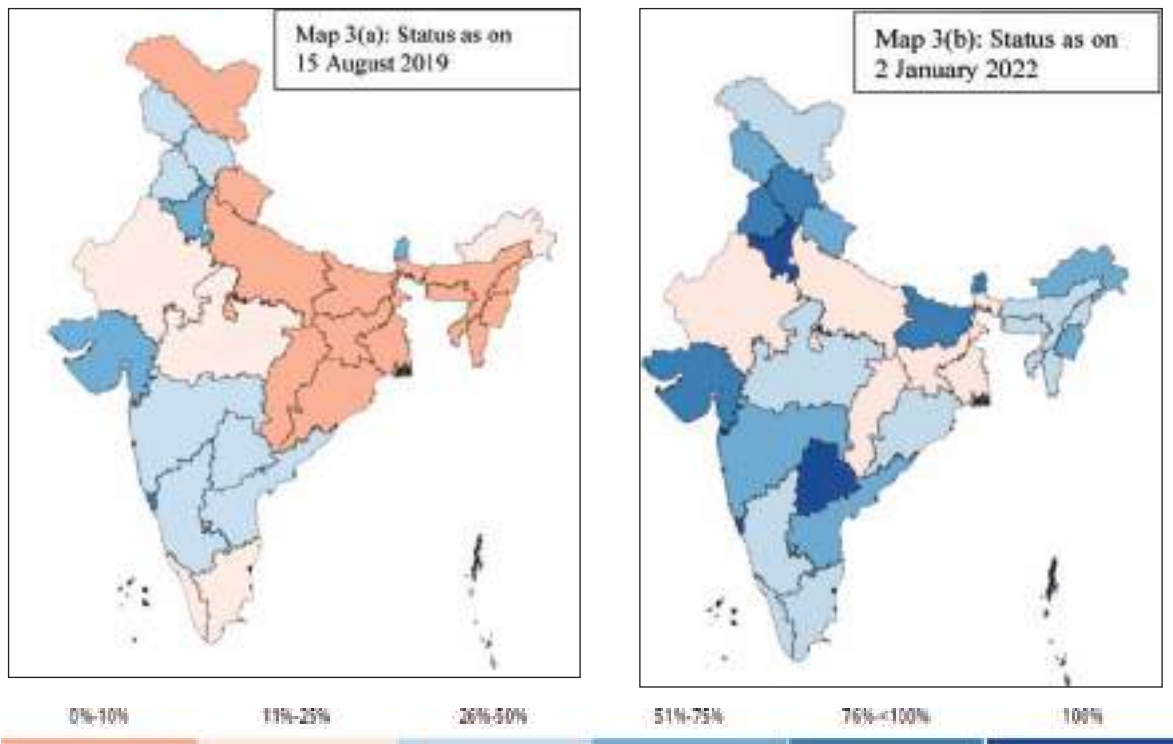 Map 3(a): Status as on
15 August 2019
Map 3(b): Status as on
2 January 2022
0%-10%
11%-25%
26%-50%
51%-75%
76%-<100%
100%